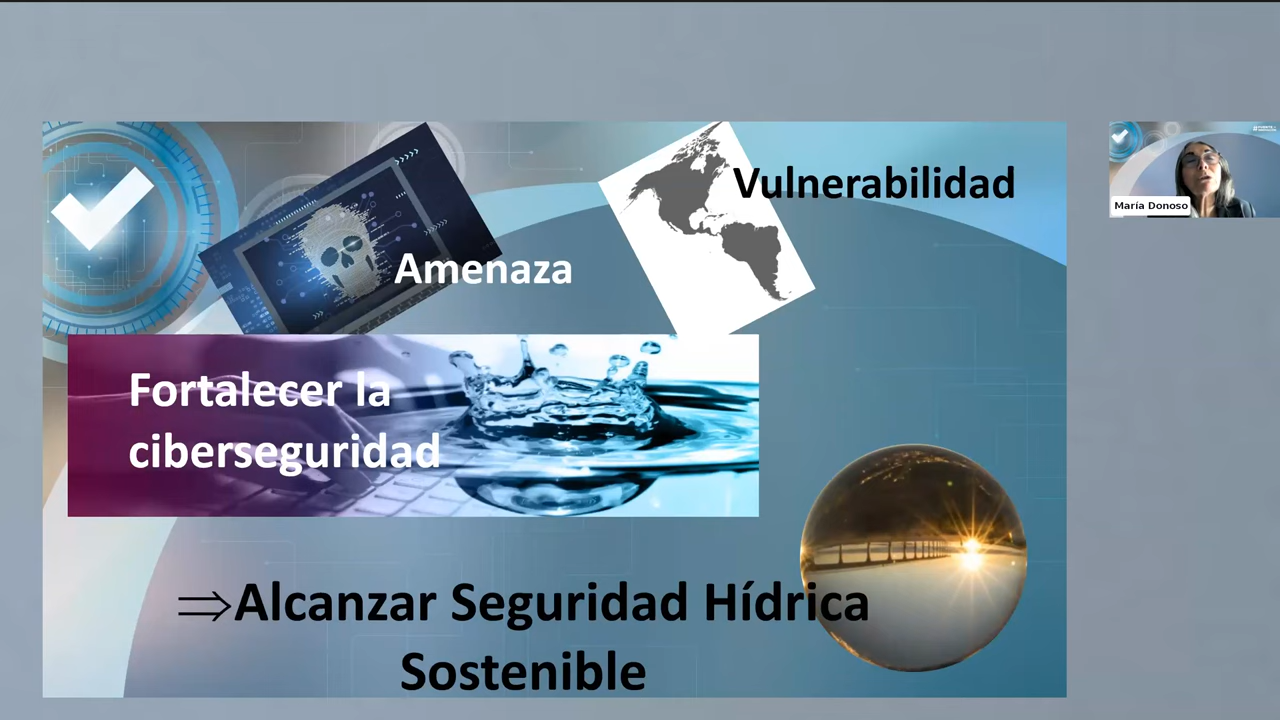 Vulnerabilidad
Amenaza
Fortalecer la
ciberseguridad
⇒Alcanzar Seguridad Hídrica
Sostenible
María Donoso